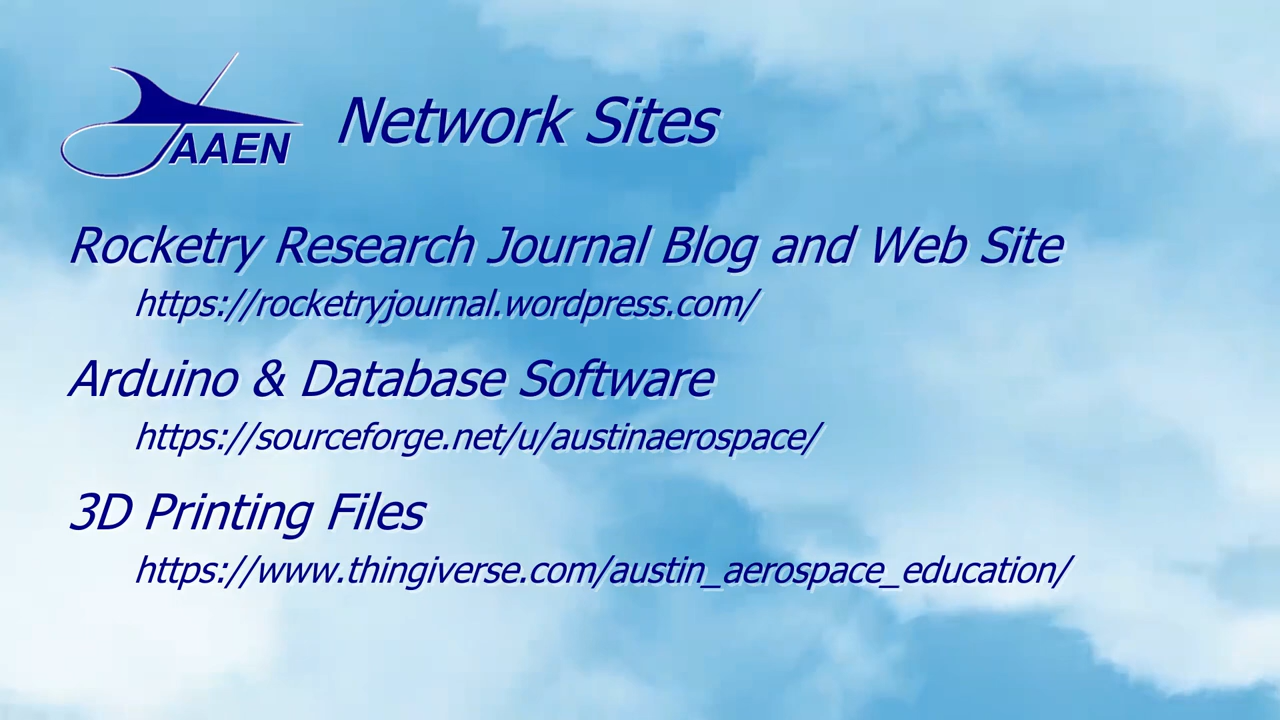 AAEN
Network Sites
Rocketry Research Journal Blog and Web Site
https://rocketryjournal.wordpress.com/
Arduino & Database Software
https://sourceforge.net/u/austinaerospace/
3D Printing Files
https://www.thingiverse.com/austin_aerospace_education/